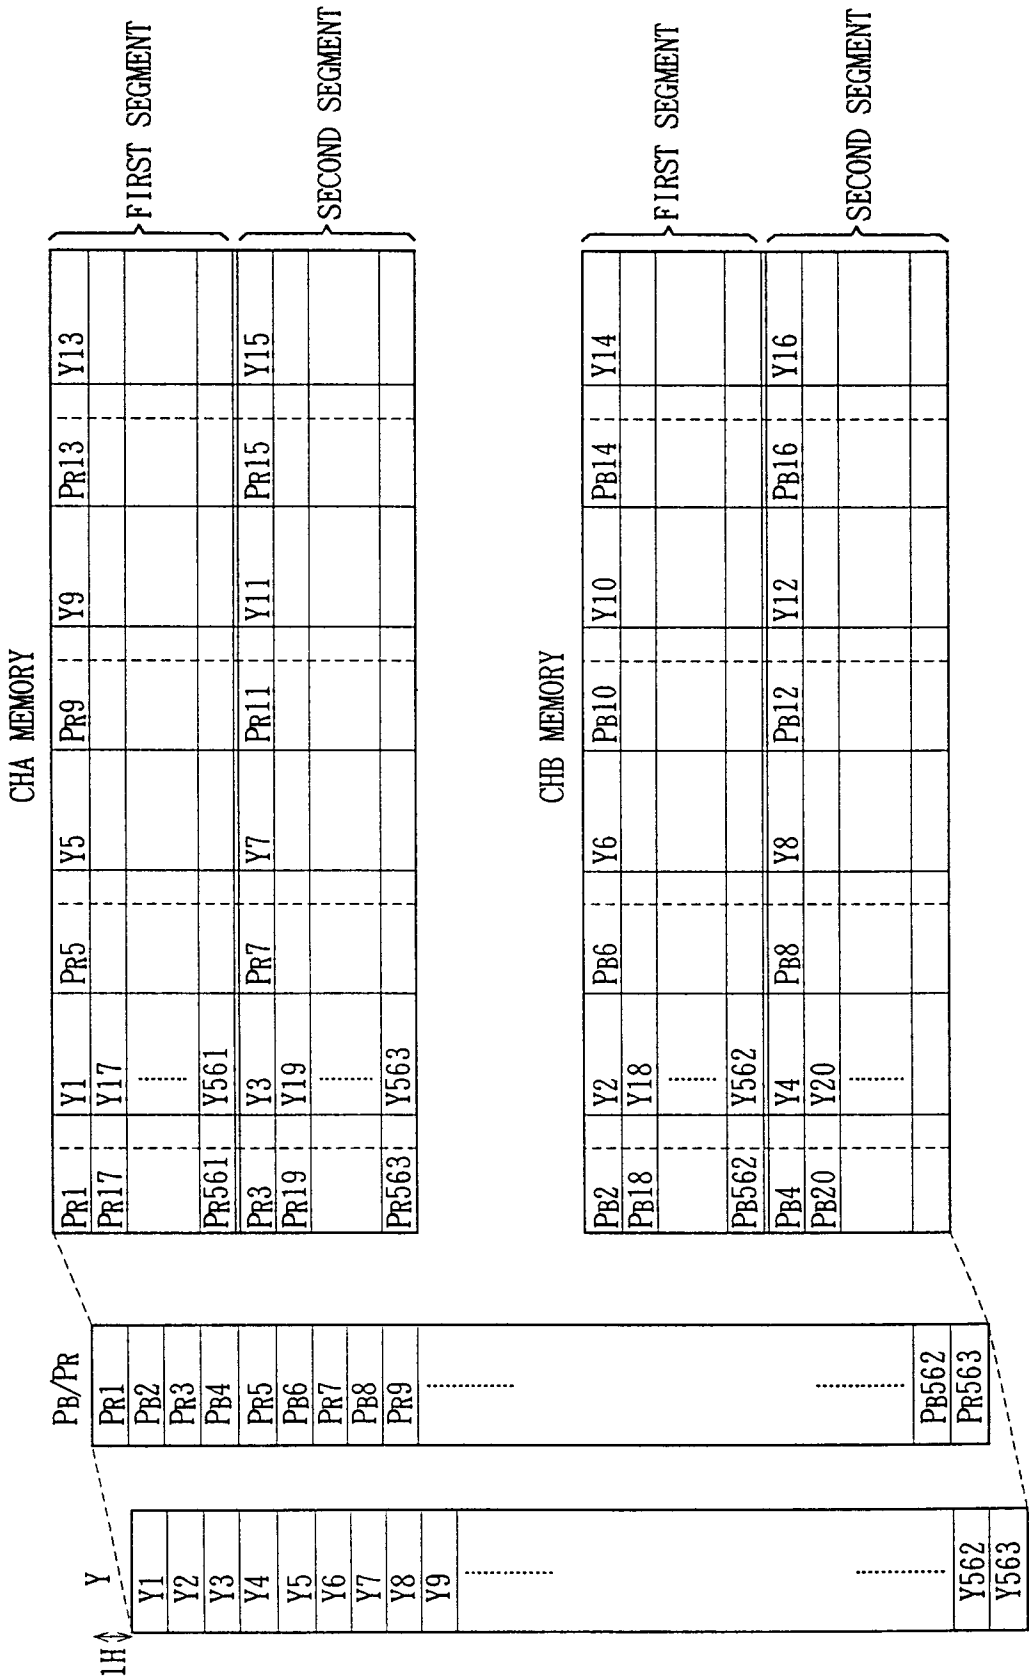 1H
Y
Y1
Y2
Y3
Y4
Y5
Y6
Y7
Y8
Y9
Y562
Y563
PB/PR
PR1
PB2
PR3
PB4
PR5
PB6
PR7
PB8
PR9
PB562
PR563
CHA MEMORY
PR1 Y1 PR5 Y5 PR9 Y9 PR13 Y13
PR17 Y17
PR561 Y561
FIRST SEGMENT
PR3 Y3 PR7 Y7 PR11 Y11 PR15 Y15
PR19 Y19
PR563 Y563
SECOND SEGMENT
CHB MEMORY
PB2 Y2 PB6 Y6 PB10 Y10 PB14 Y14
PB18 Y18
PB562 Y562
FIRST SEGMENT
PB4 Y4 PB8 Y8 PB12 Y12 PB16 Y16
PB20 Y20
SECOND SEGMENT